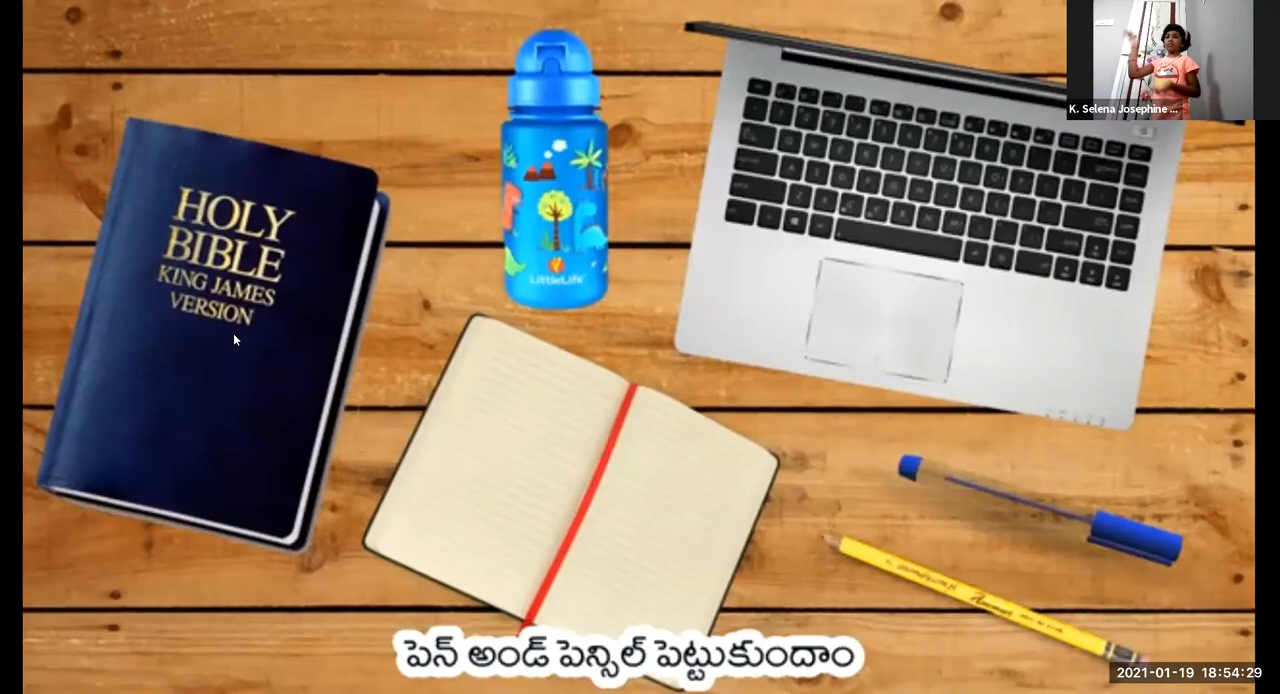 K. Selena Josephine ...
HOLY
BIBLE
KING JAMES
VERSION
LittleLife
పెన్ అండ్ పెన్సిల్ పెట్టుకుందాం
2021-01-19 18:54:29